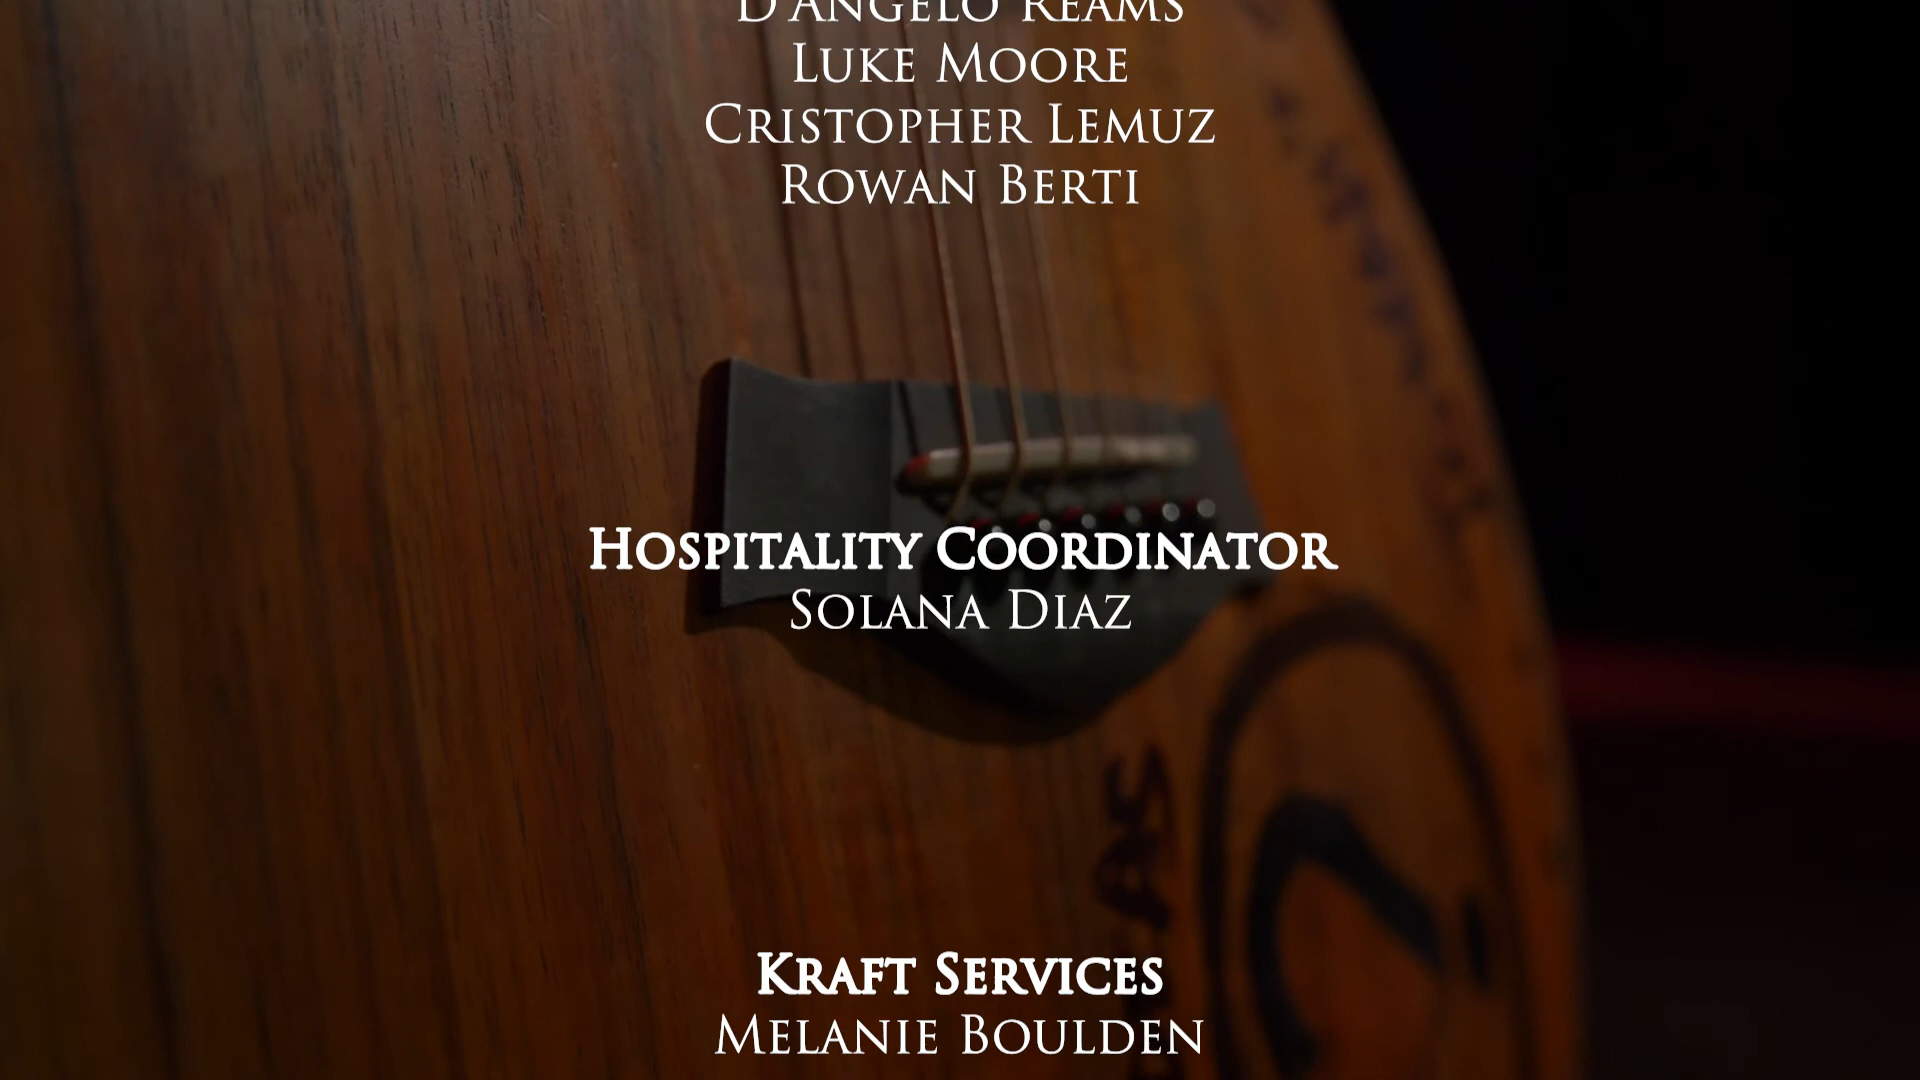 D'Angelo Reams
Luke Moore
Cristopher Lemuz
Rowan Berti
Hospitality Coordinator
Solana Diaz
Kraft Services
Melanie Boulden